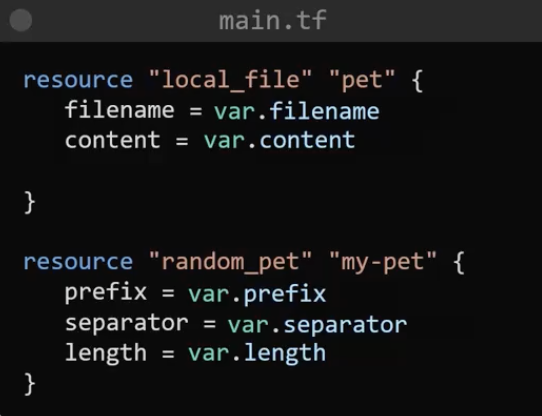 main.tf
resource "local_file" "pet" {
filename = var.filename
content = var.content
}
resource "random_pet" "my-pet" {
prefix = var.prefix
separator = var.separator
length = var.length
}